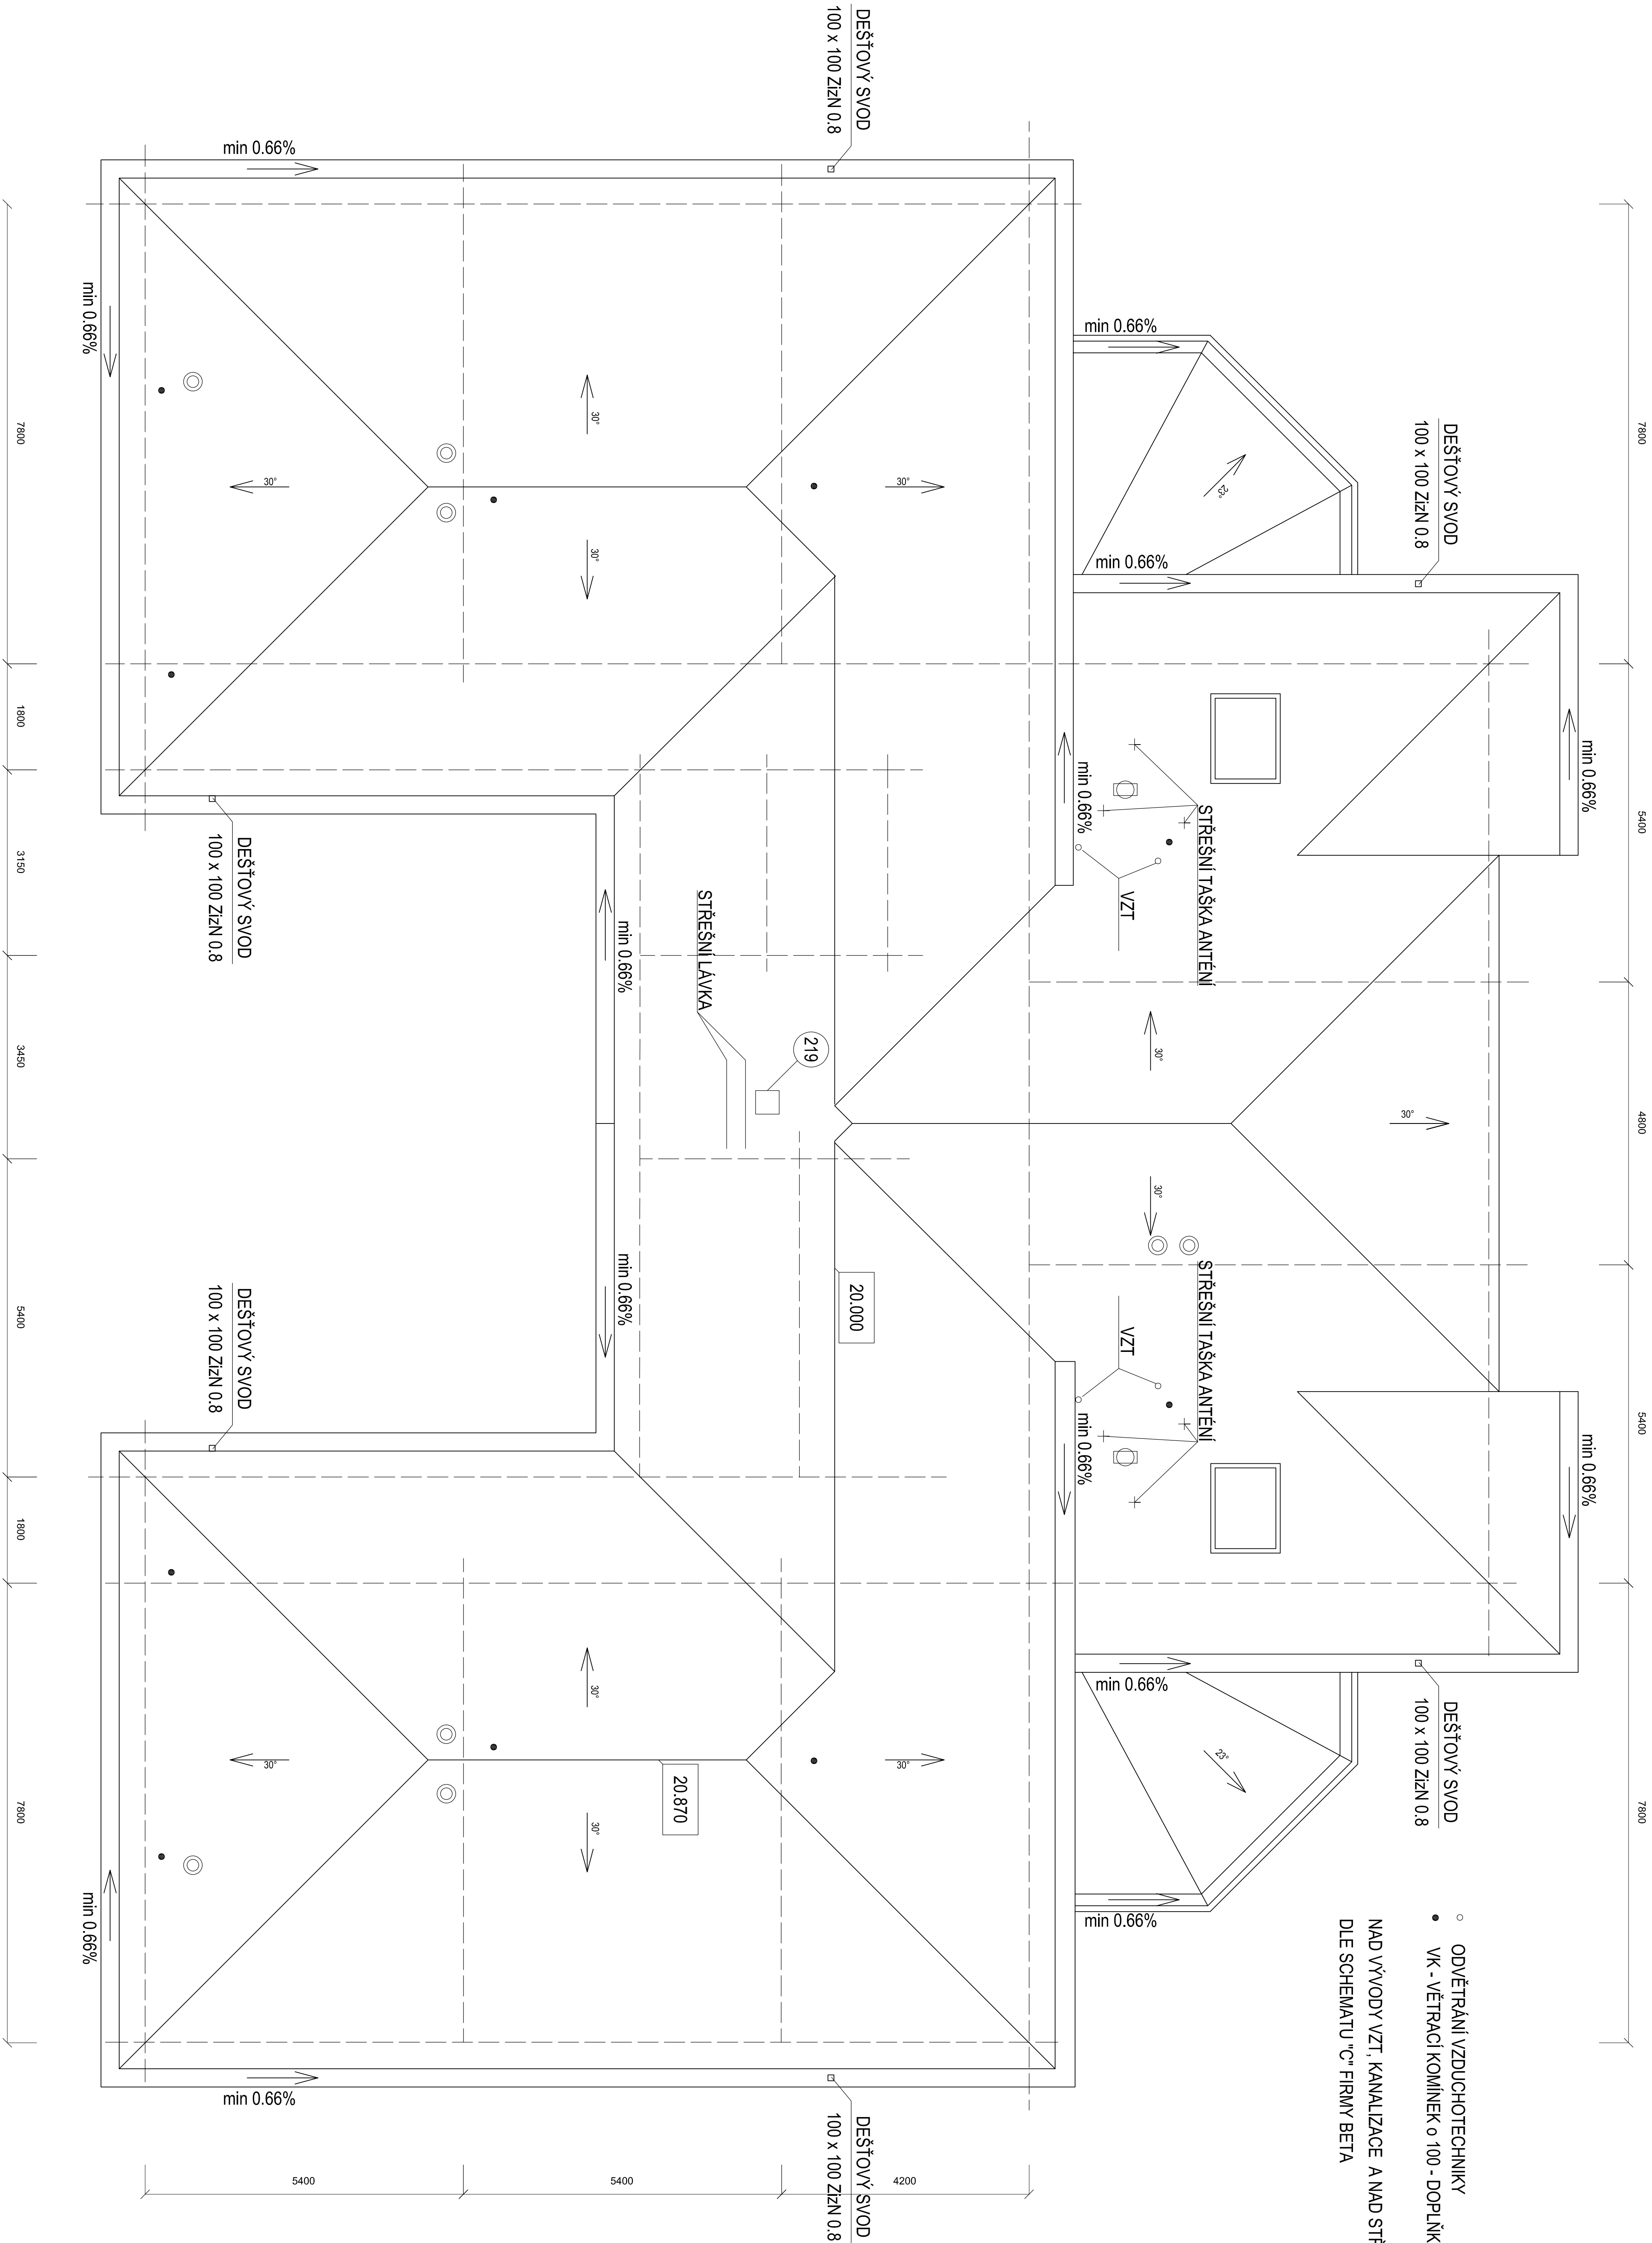 DEŠŤOVÝ SVOD
100 x 100 ZizN 0.8
min 0.66%
min 0.66%
min 0.66%
DEŠŤOVÝ SVOD
100 x 100 ZizN 0.8
min 0.66%
7800
5400
4800
5400
7800
30°
30°
30°
30°
23°
min 0.66%
min 0.66%
STŘEŠNÍ TAŠKA ANTÉNÍ
VZT
DEŠŤOVÝ SVOD
100 x 100 ZizN 0.8
min 0.66%
STŘEŠNÍ LÁVKA
219
30°
30°
30°
STŘEŠNÍ TAŠKA ANTÉNÍ
VZT
20.000
min 0.66%
DEŠŤOVÝ SVOD
100 x 100 ZizN 0.8
min 0.66%
min 0.66%
min 0.66%
DEŠŤOVÝ SVOD
100 x 100 ZizN 0.8
30°
30°
30°
30°
23°
20.870
min 0.66%
min 0.66%
min 0.66%
DEŠŤOVÝ SVOD
100 x 100 ZizN 0.8
ODVĚTRÁNÍ VZDUCHOTECHNIKY
VK - VĚTRACÍ KOMÍNEK o 100 - DOPLŇK
NAD VÝVODY VZT, KANALIZACE A NAD STŘ
DLE SCHEMATU "C" FIRMY BETA
7800
1800
3150
3450
5400
1800
7800
5400
5400
4200